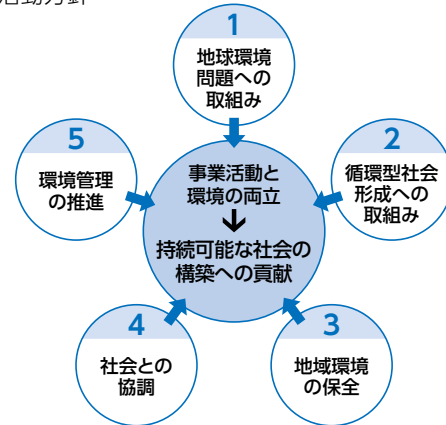 活動方針
1
地球環境
問題への
取組み
2
循環型社会
形成への
取組み
3
地域環境
の保全
4
社会との
協調
5
環境管理
の推進
事業活動と
環境の両立
持続可能な社会の
構築への貢献